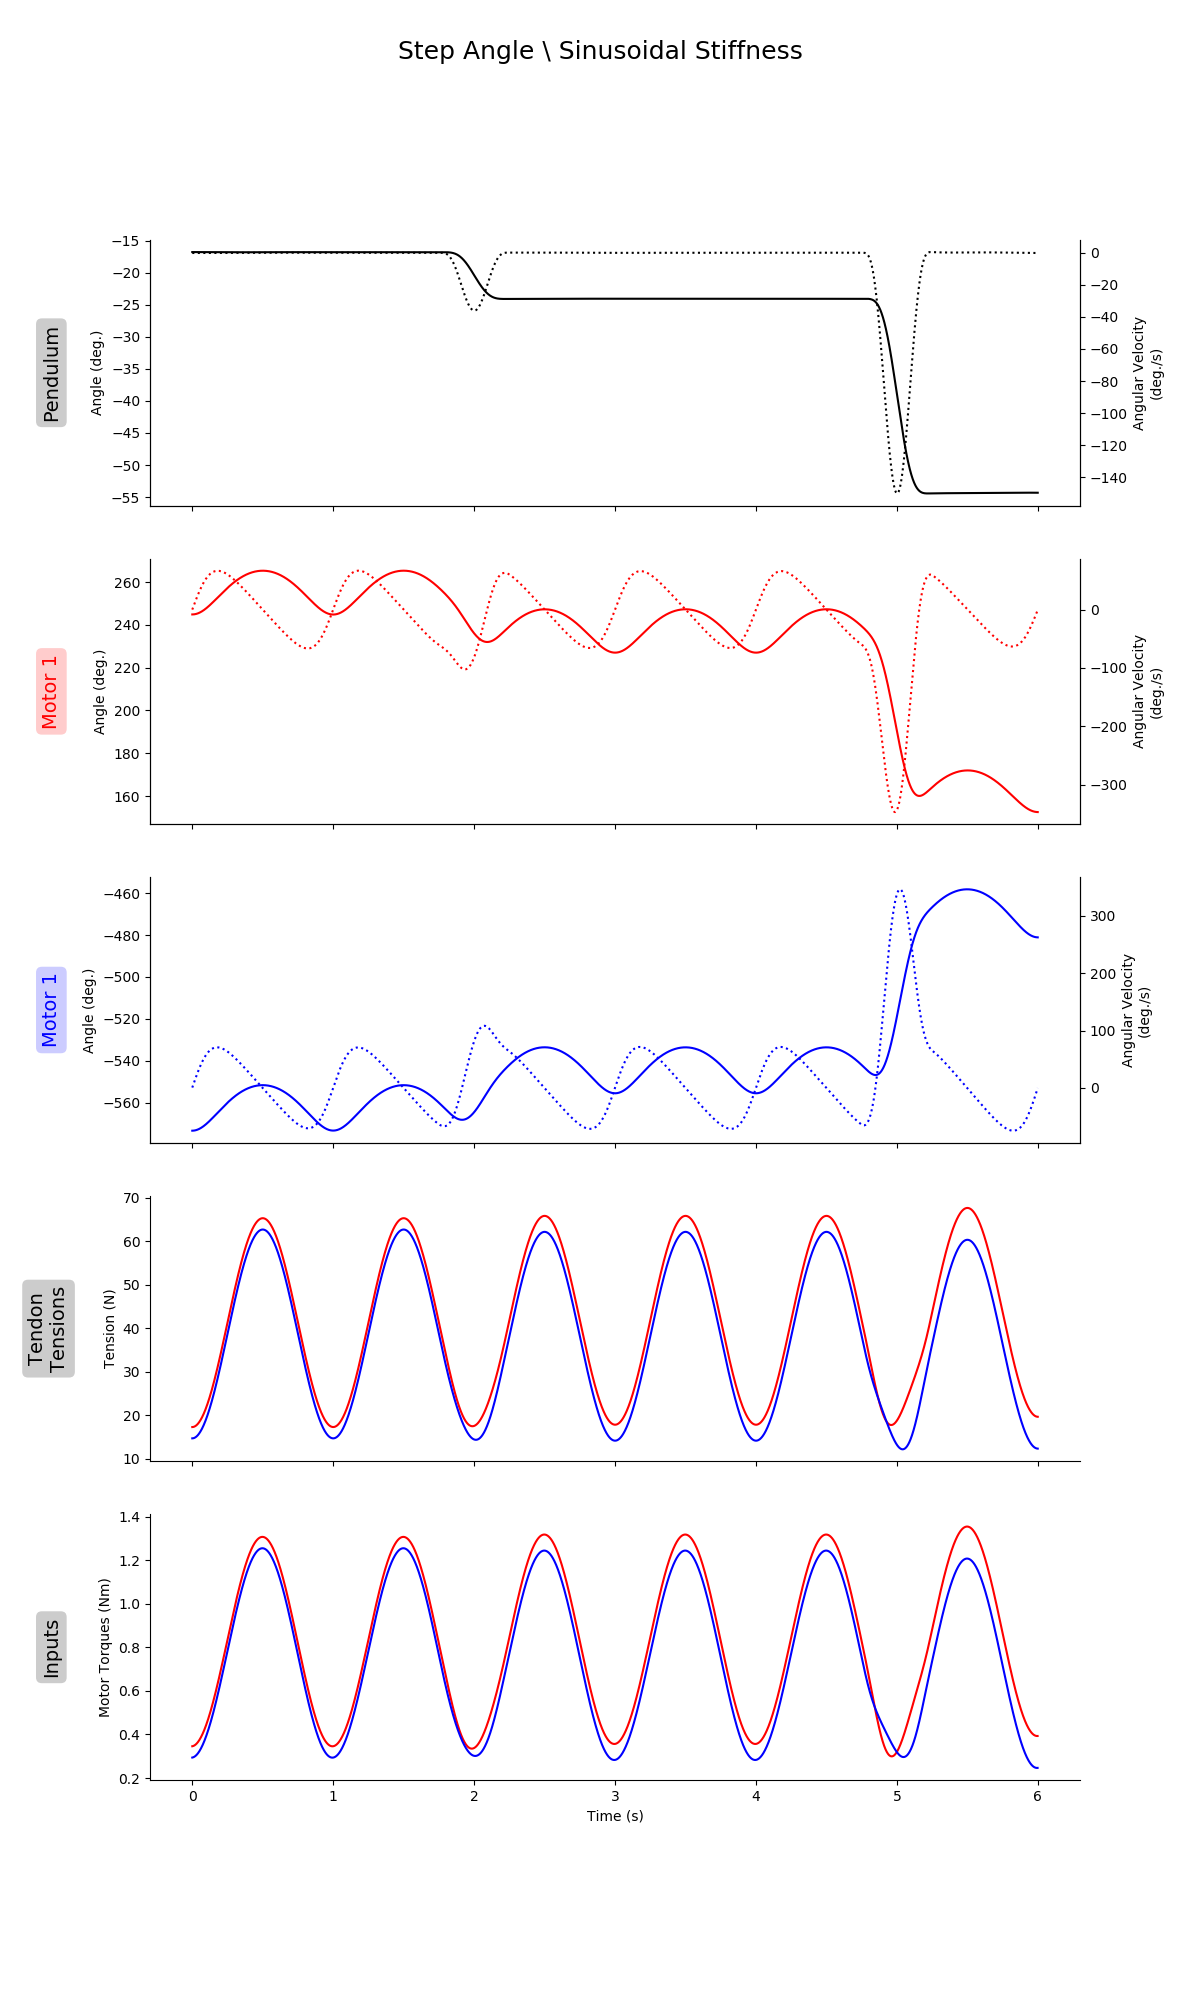 Step Angle \ Sinusoidal Stiffness
Pendulum
Angle (deg.)
−15
−20
−25
−30
−35
−40
−45
−50
−55
0
−20
−40
−60
−80
−100
−120
−140
Angular Velocity
(deg./s)
Motor 1
Angle (deg.)
260
240
220
200
180
160
0
−100
−200
−300
Angular Velocity
(deg./s)
Motor 1
Angle (deg.)
−460
−480
−500
−520
−540
−560
300
200
100
0
Angular Velocity
(deg./s)
Tendon
Tensions
Tension (N)
70
60
50
40
30
20
10
Inputs
Motor Torques (Nm)
1.4
1.2
1.0
0.8
0.6
0.4
0.2
0 1 2 3 4 5 6
Time (s)